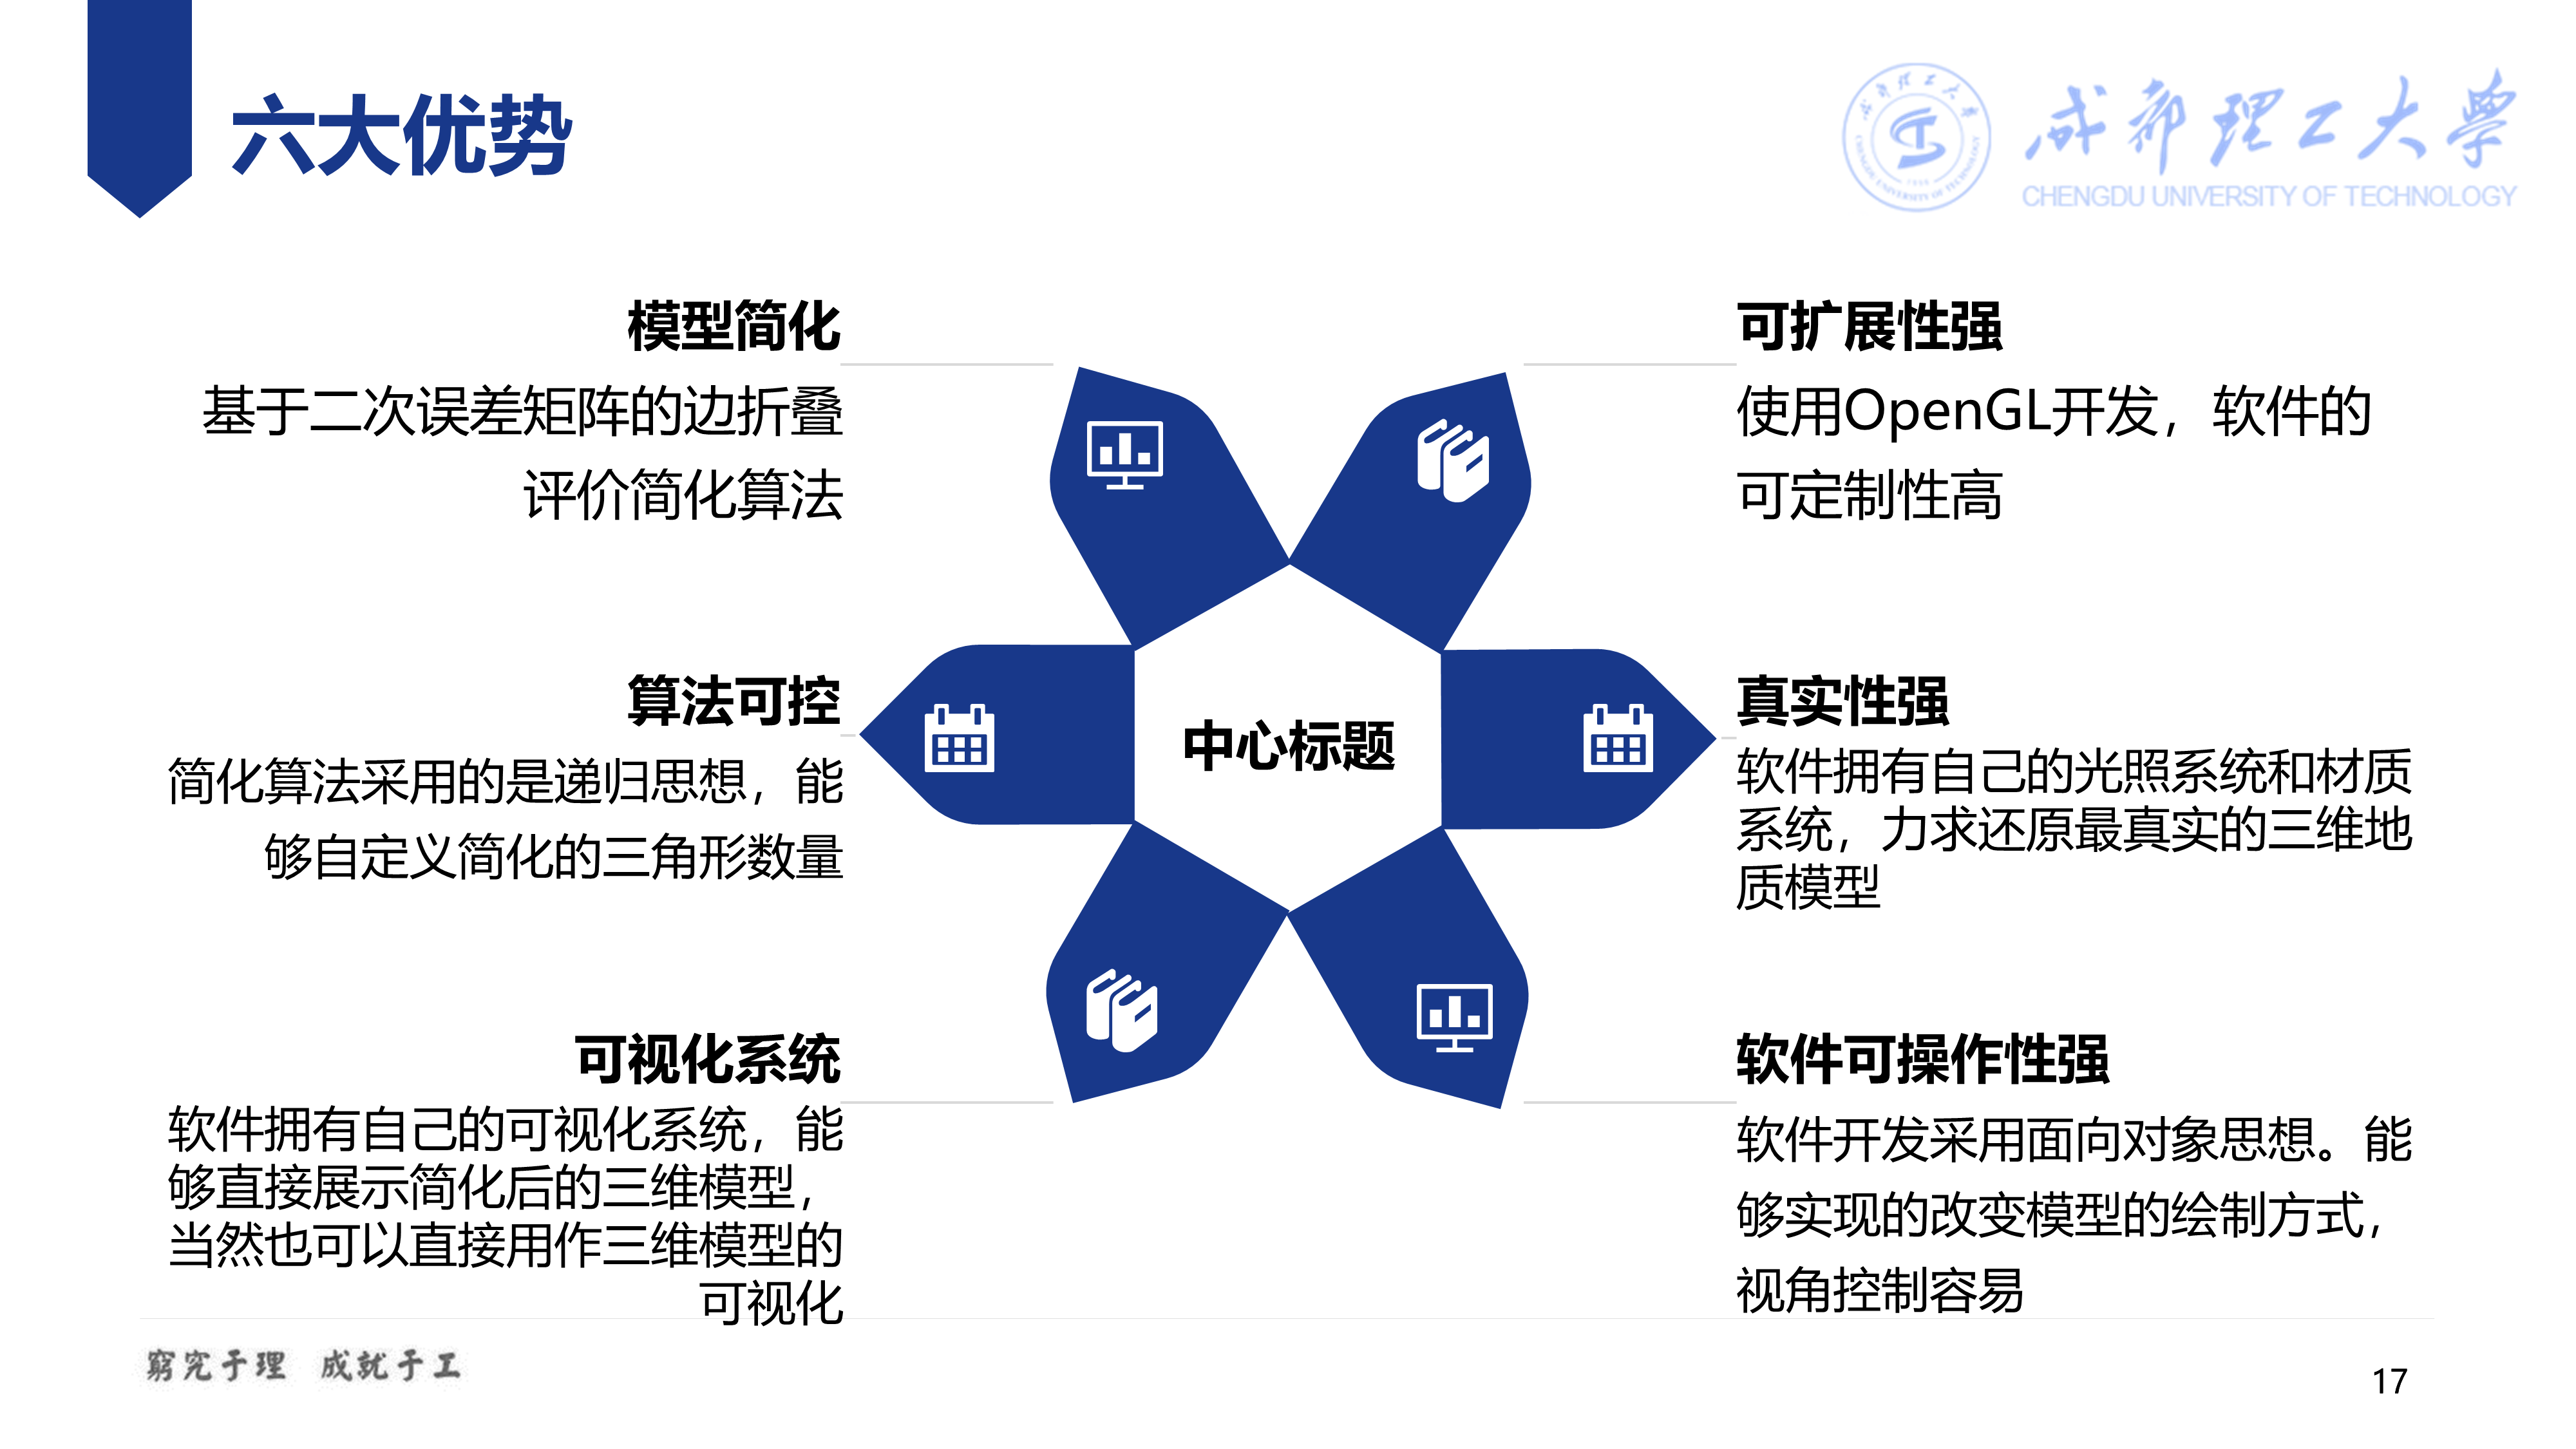 六大优势
成都理工大学
CHENGDU UNIVERSITY OF TECHNOLOGY
模型简化
基于二次误差矩阵的边折叠
评价简化算法
算法可控
简化算法采用的是递归思想，能
够自定义简化的三角形数量
可视化系统
软件拥有自己的可视化系统，能
够直接展示简化后的三维模型，
当然也可以直接用作三维模型的
可视化
中心标题
可扩展性强
使用OpenGL开发，软件的
可定制性高
真实性强
软件拥有自己的光照系统和材质
系统，力求还原最真实的三维地
质模型
软件可操作性强
软件开发采用面向对象思想。能
够实现的改变模型的绘制方式，
视角控制容易
窮究于理 成就于工
17